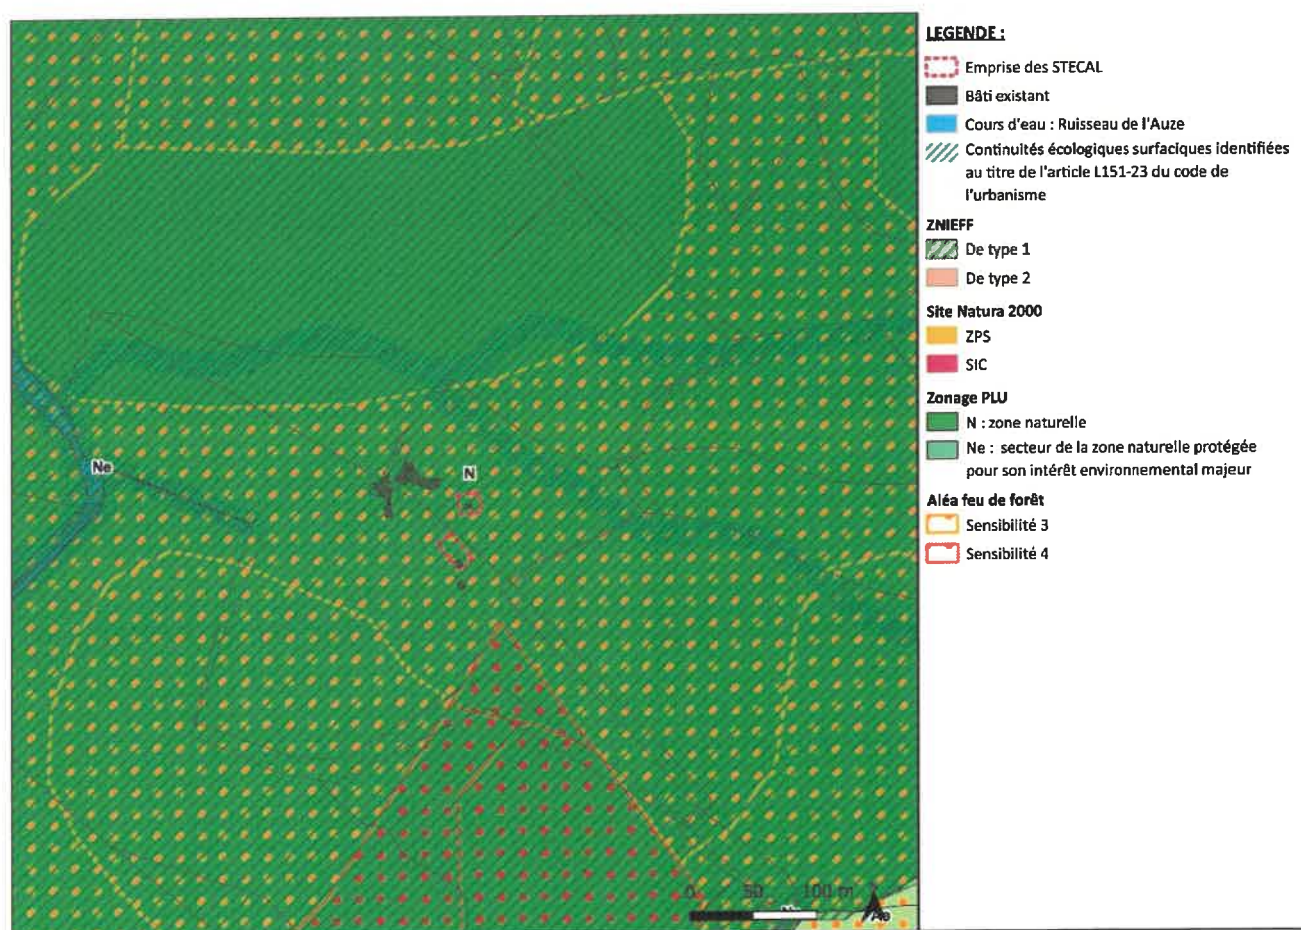 LEGENDE :
Emprise des STECAL
Bâti existant
Cours d'eau : Ruisseau de l'Auze
Continuités écologiques surfaciques identifiées
au titre de l'article L151-23 du code de
l'urbanisme
ZNIEFF
De type 1
De type 2
Site Natura 2000
ZPS
SIC
Zonage PLU
N : zone naturelle
Ne : secteur de la zone naturelle protégée
pour son intérêt environnemental majeur
Aléa feu de forêt
Sensibilité 3
Sensibilité 4
Ne
N
0 50 100 m